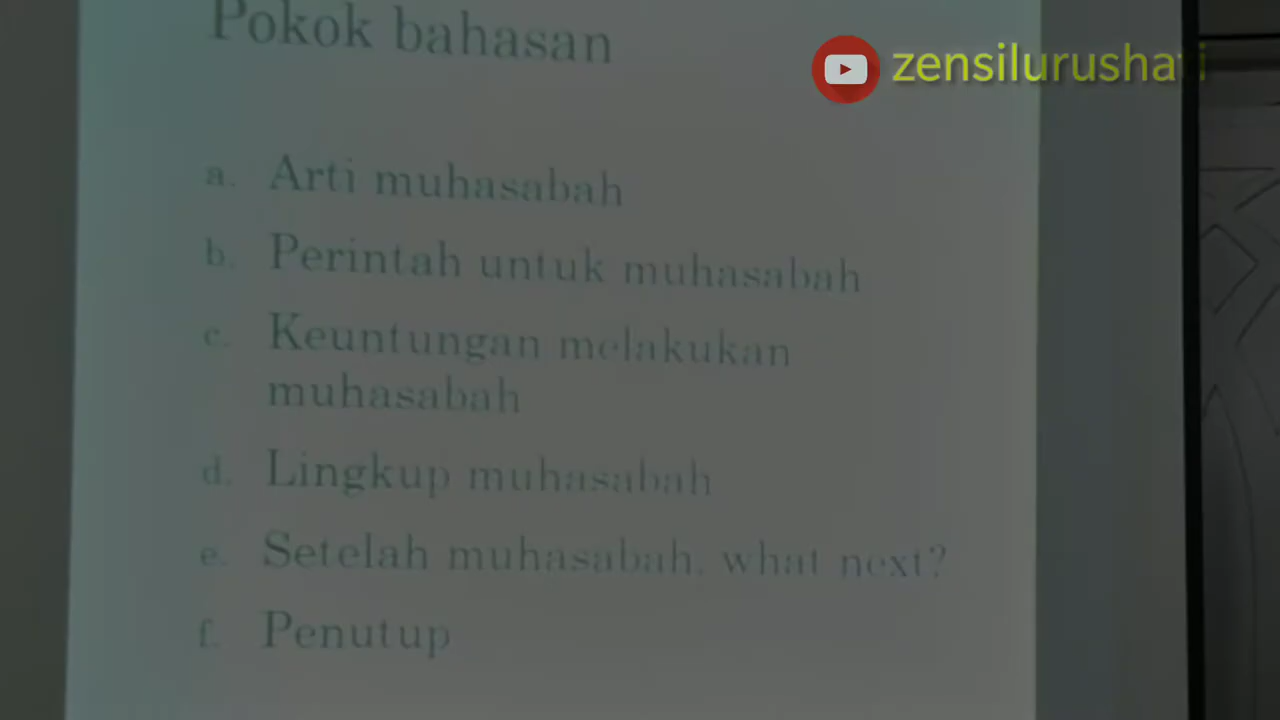 Pokok bahasan
zensilurushati
a. Arti muhasabah
b. Perintah untuk muhasabah
c. Keuntungan melakukan
muhasabah
d. Lingkup muhasabah
e. Setelah muhasabah, what next?
f. Penutup